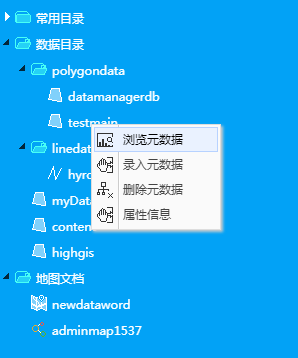 常用目录
数据目录
polygondata
datamanagerdb
testmain
浏览元数据
linedat
录入元数据
hyro
删除元数据
myData
属性信息
conten
highgis
地图文档
newdataword
adminmap1537